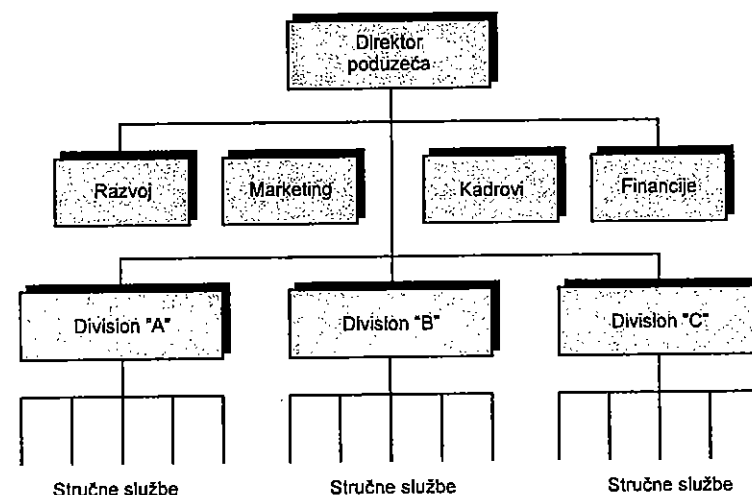 Direktor
poduzeća
Razvoj
Marketing
Kadrovi
Financije
Division "A"
Division "B"
Division "C"
Stručne službe
Stručne službe
Stručne službe